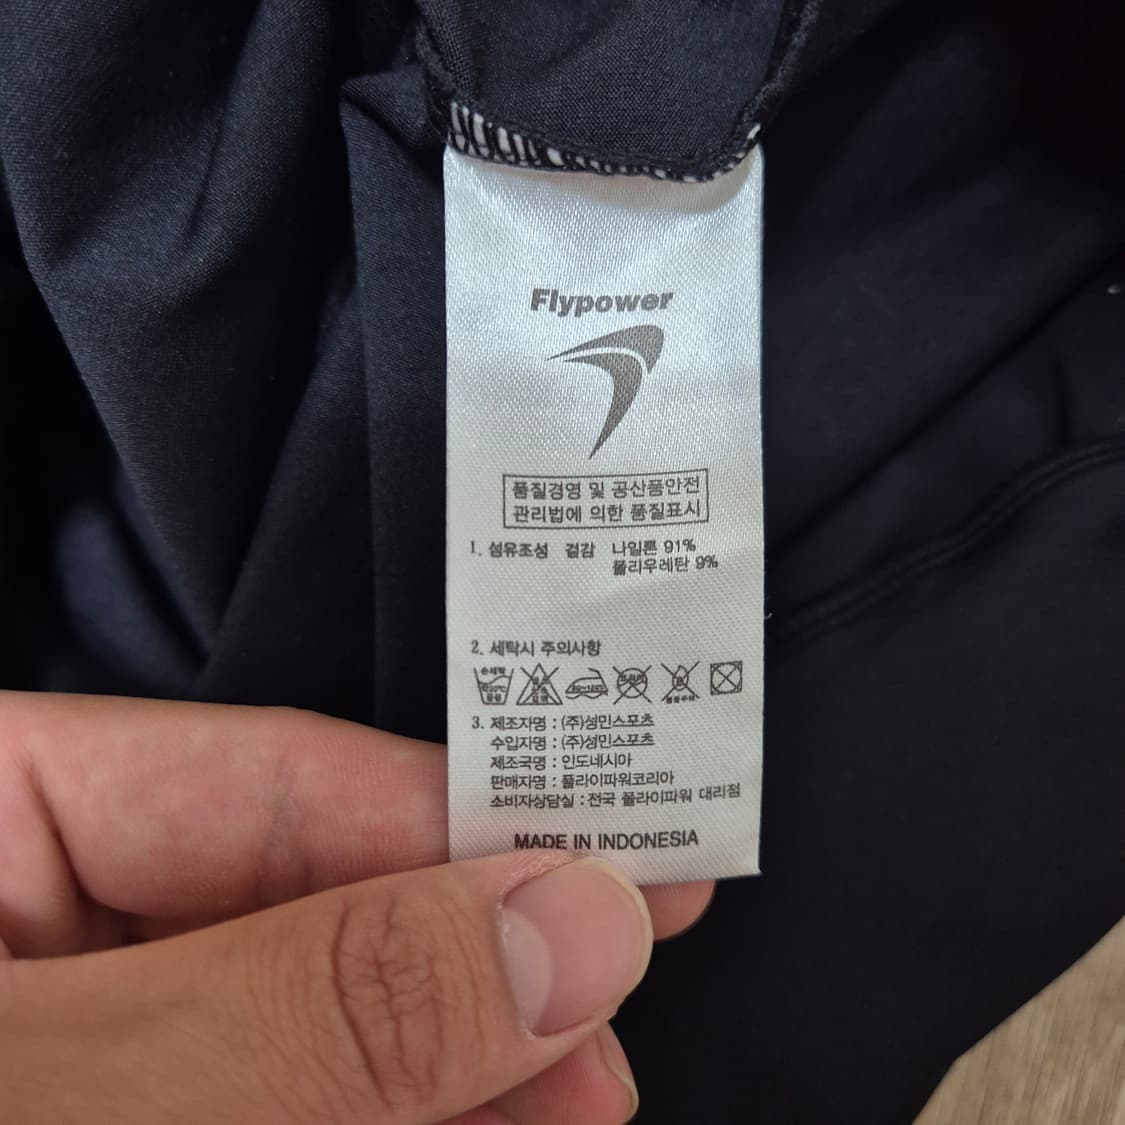 Flypower
품질경영 및 공산품안전
관리법에 의한 품질표시
1. 섬유조성 겉감 나일론 91%
폴리우레탄 9%
2. 세탁시 주의사항
손세탁
3. 제조자명 : (주)성민스포츠
수입자명 : (주)성민스포츠
제조국명 : 인도네시아
판매자명 : 플라이파워코리아
소비자상담실 : 전국 플라이파워 대리점
MADE IN INDONESIA